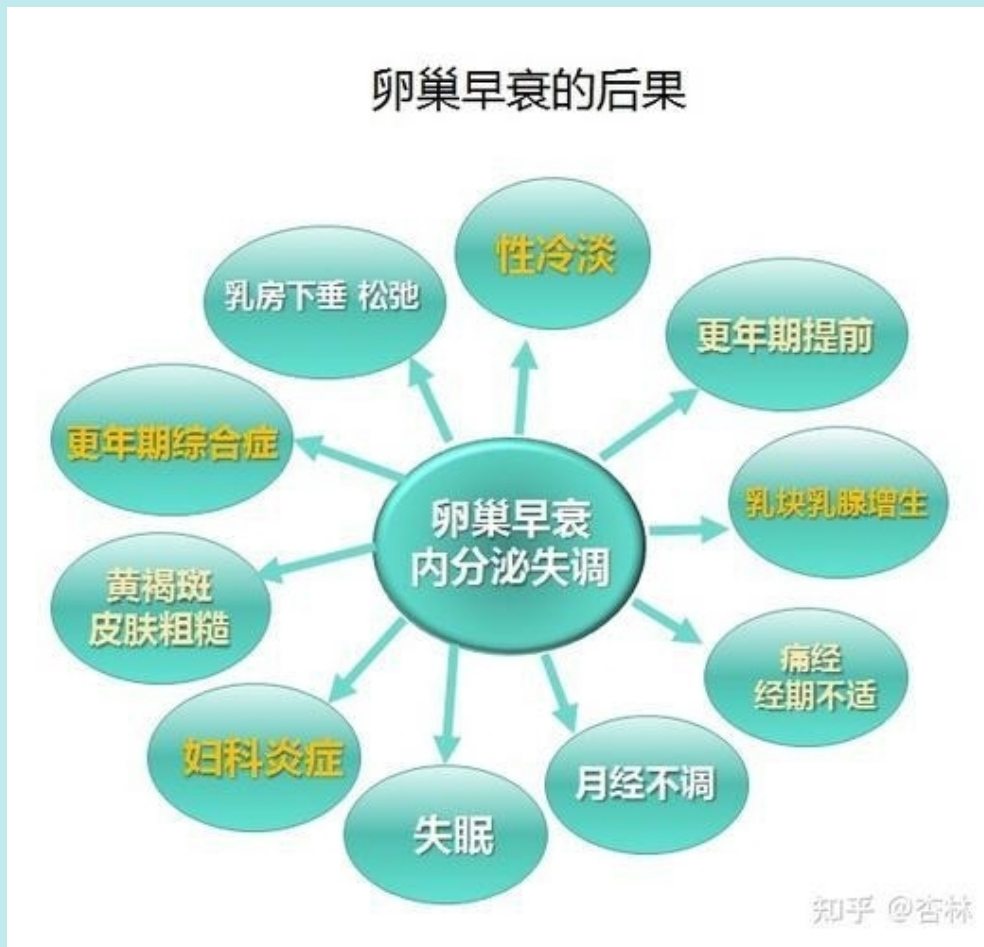 卵巢早衰的后果
性冷淡
乳房下垂 松弛
更年期提前
更年期综合症
乳块乳腺增生
卵巢早衰
内分泌失调
黄褐斑
皮肤粗糙
痛经
经期不适
妇科炎症
月经不调
失眠
知乎 @杏林